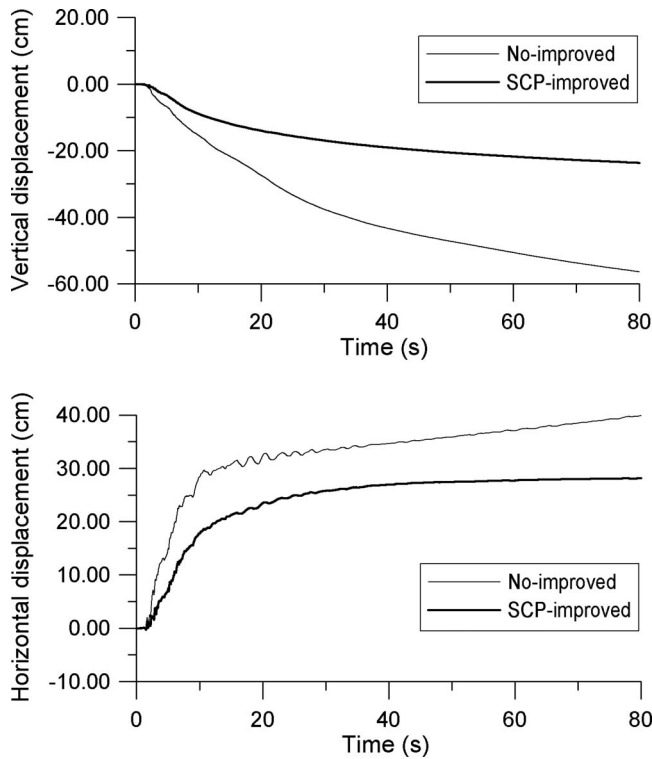 20.00
0.00
-20.00
-40.00
-60.00
Vertical displacement (cm)
No-improved
SCP-improved
0
20
40
60
80
Time (s)
40.00
30.00
20.00
10.00
0.00
-10.00
Horizontal displacement (cm)
No-improved
SCP-improved
0
20
40
60
80
Time (s)